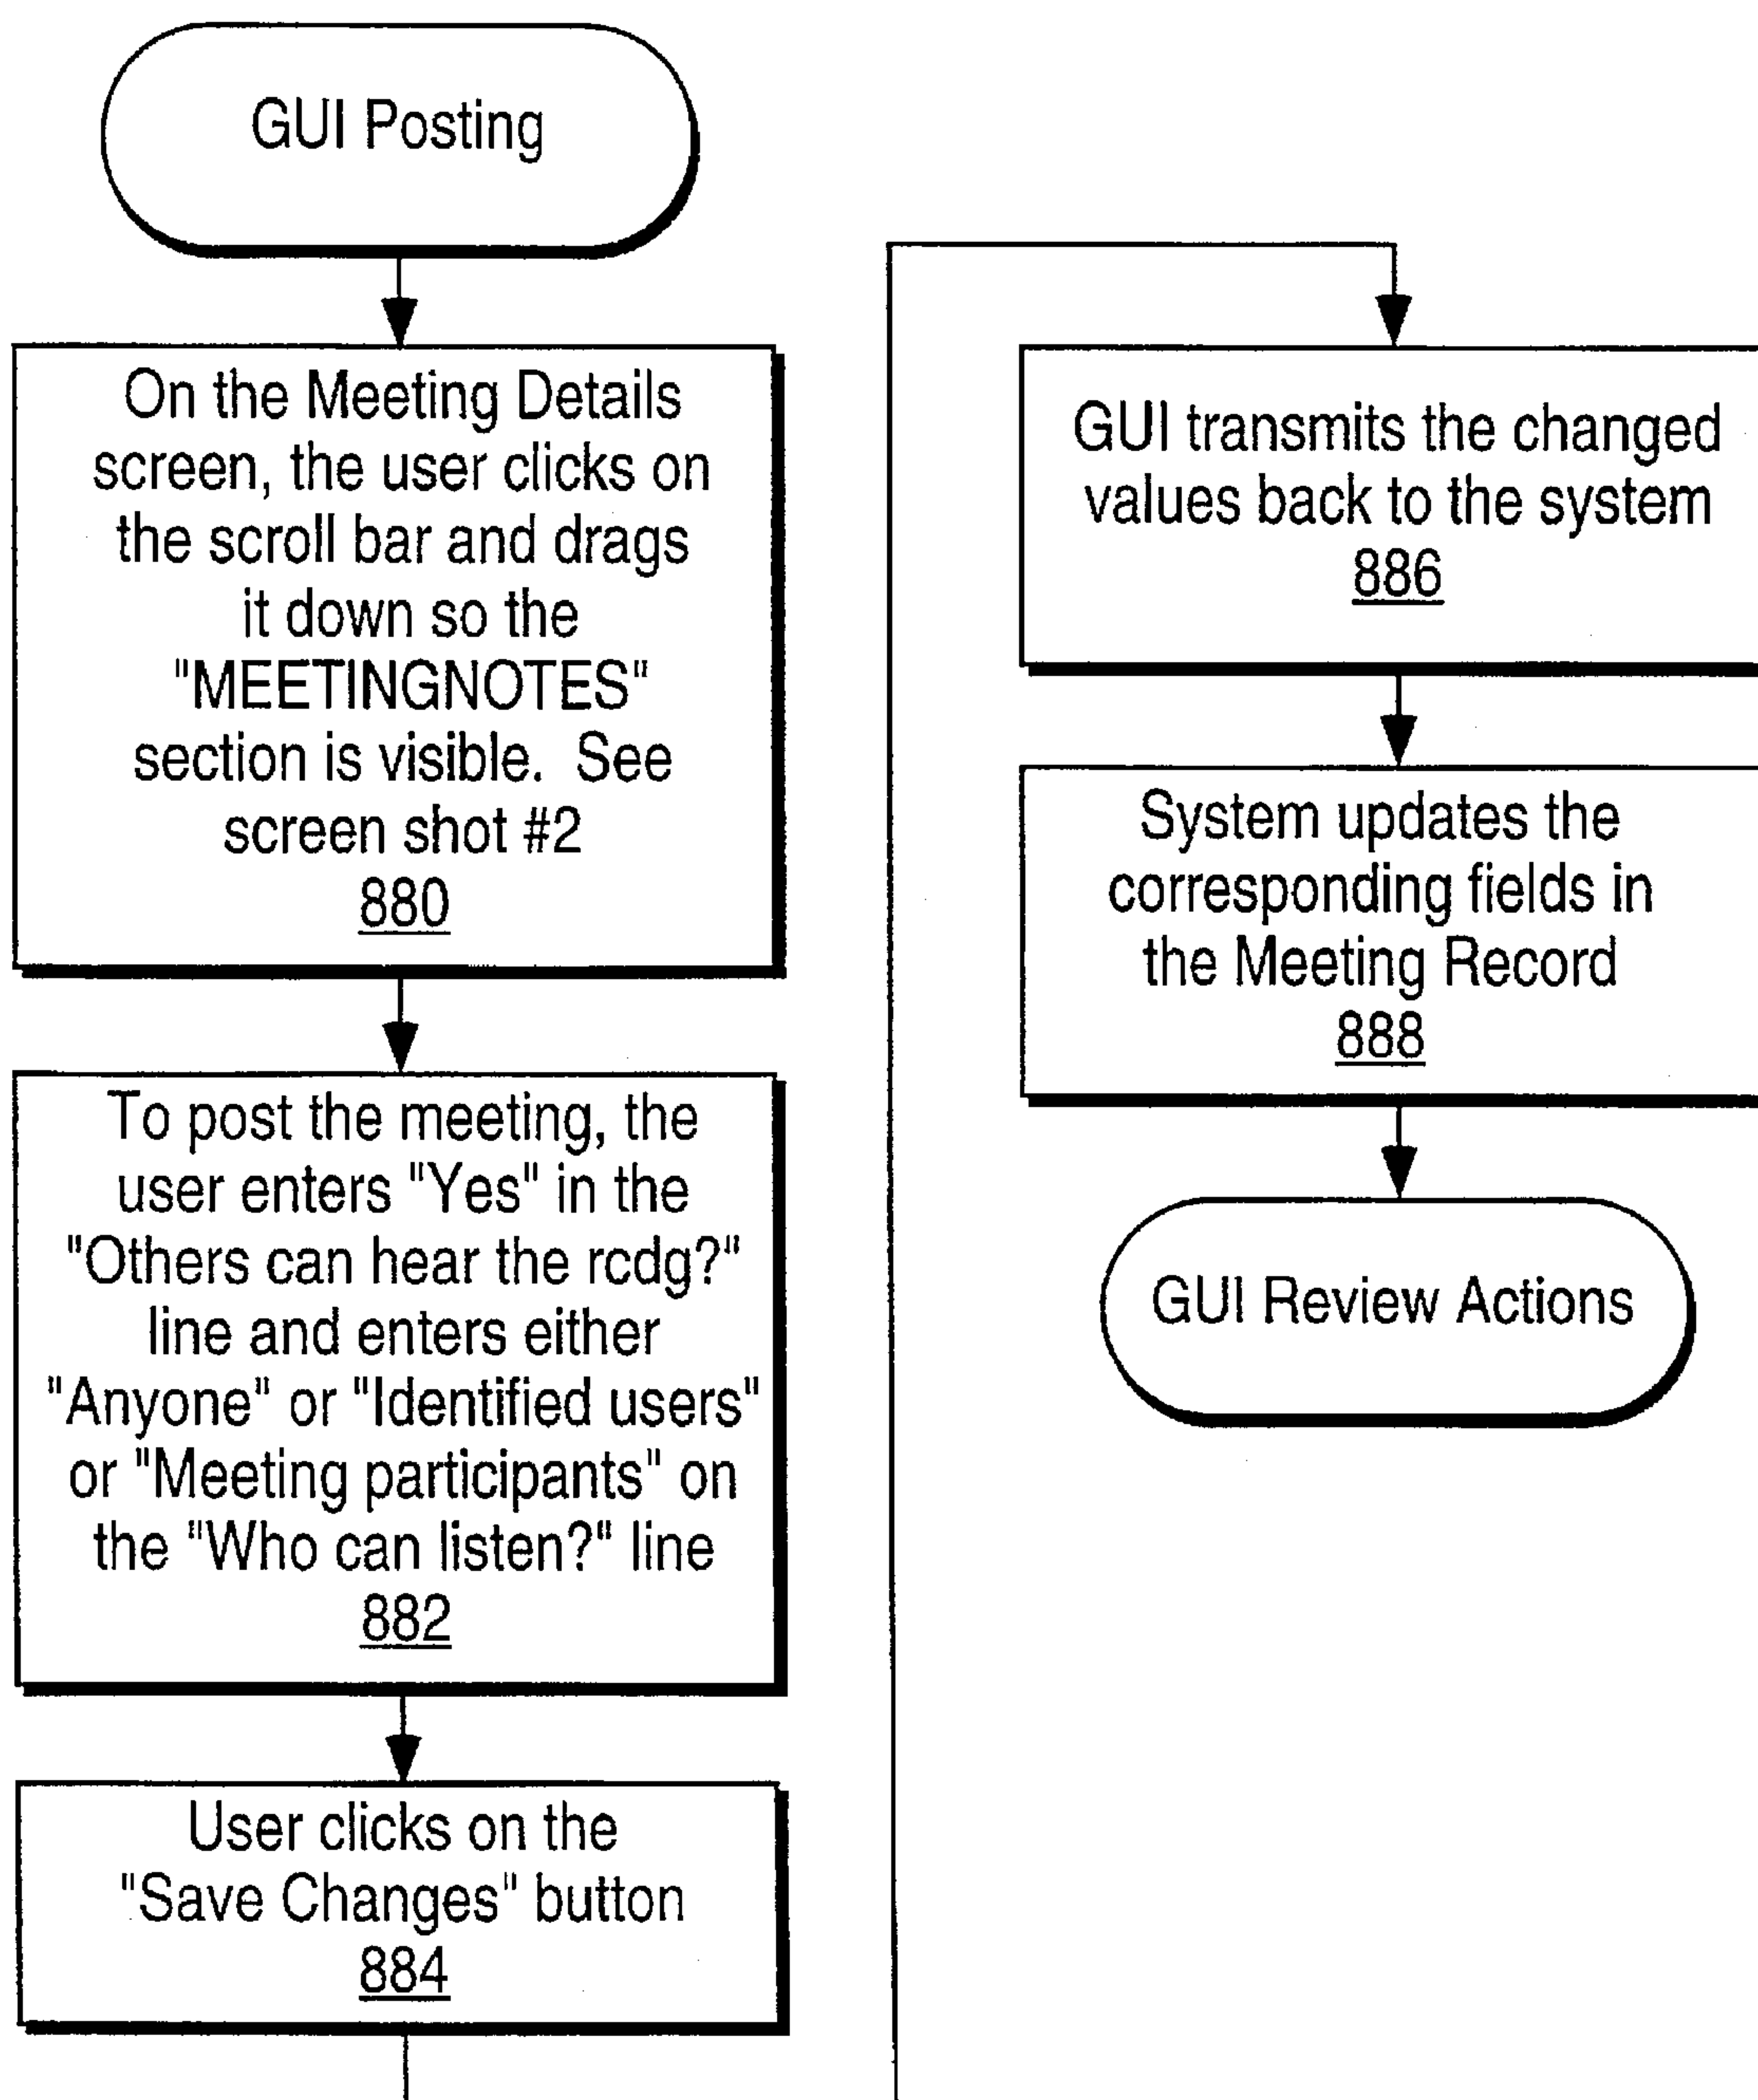 GUI Posting
On the Meeting Details
screen, the user clicks on
the scroll bar and drags
it down so the
"MEETINGNOTES"
section is visible.  See
screen shot #2
880
To post the meeting, the
user enters "Yes" in the
"Others can hear the rcdg?"
line and enters either
"Anyone" or "Identified users"
or "Meeting participants" on
the "Who can listen?" line
882
User clicks on the
"Save Changes" button
884
GUI transmits the changed
values back to the system
886
System updates the
corresponding fields in
the Meeting Record
888
GUI Review Actions